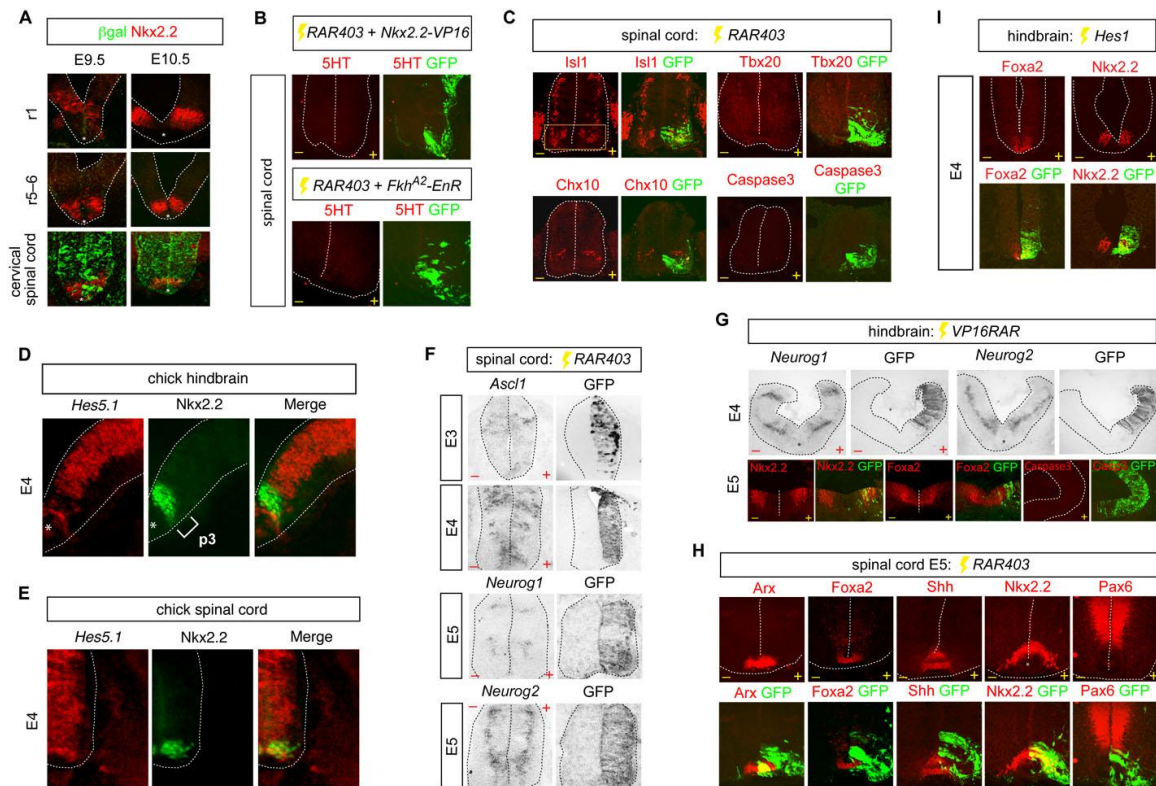 A
βgal Nkx2.2
E9.5 E10.5
r1
r5–6
cervical
spinal cord
B
RAR403 + Nkx2.2-VP16
5HT 5HT GFP
spinal cord
– +
RAR403 + Fkh^A2-EnR
5HT 5HT GFP
– +
C
spinal cord: RAR403
Isl1 Isl1 GFP Tbx20 Tbx20 GFP
– + – +
Chx10 Chx10 GFP Caspase3 Caspase3
GFP
– + – +
I
hindbrain: Hes1
Foxa2 Nkx2.2
E4
– + – +
Foxa2 GFP Nkx2.2 GFP
D
chick hindbrain
Hes5.1 Nkx2.2 Merge
E4
* * p3
E
chick spinal cord
Hes5.1 Nkx2.2 Merge
E4
F
spinal cord: RAR403
Ascl1 GFP
E3
– +
E4
– +
Neurog1 GFP
E5
– +
Neurog2 GFP
E5
– +
G
hindbrain: VP16RAR
Neurog1 GFP Neurog2 GFP
E4
– + – +
E5
Nkx2.2 Nkx2.2 GFP Foxa2 Foxa2 GFP Caspase3
– + – + +
H
spinal cord E5: RAR403
Arx Foxa2 Shh Nkx2.2 Pax6
– + – + – + – + – +
Arx GFP Foxa2 GFP Shh GFP Nkx2.2 GFP Pax6 GFP